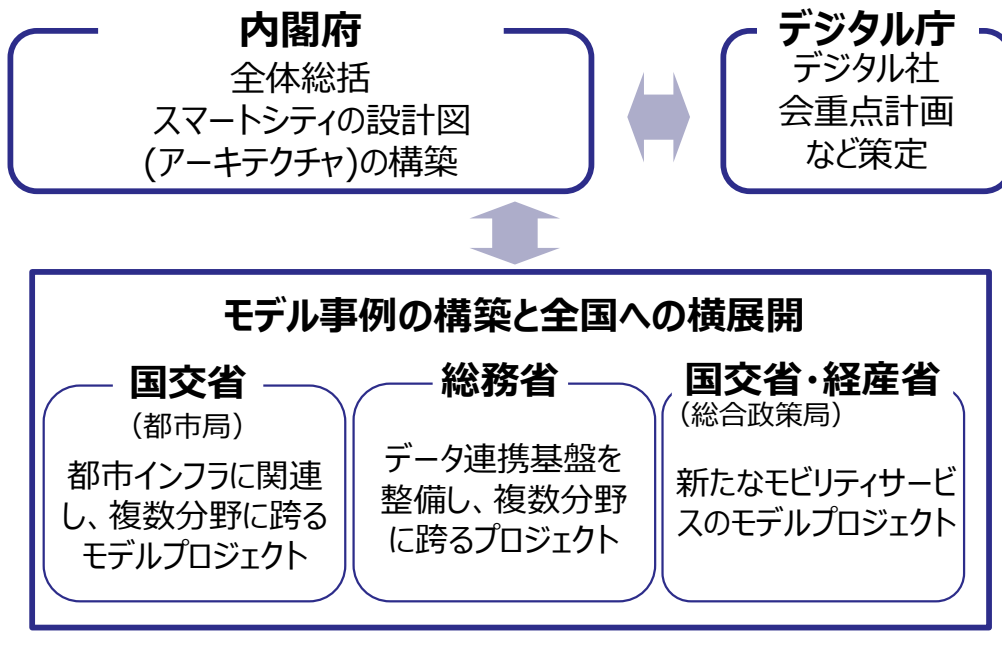 内閣府
全体総括
スマートシティの設計図
(アーキテクチャ)の構築
デジタル庁
デジタル社
会重点計画
など策定
モデル事例の構築と全国への横展開
国交省
（都市局）
都市インフラに関連
し、複数分野に跨る
モデルプロジェクト
総務省
データ連携基盤を
整備し、複数分野
に跨るプロジェクト
国交省・経産省
（総合政策局）
新たなモビリティサービ
スのモデルプロジェクト